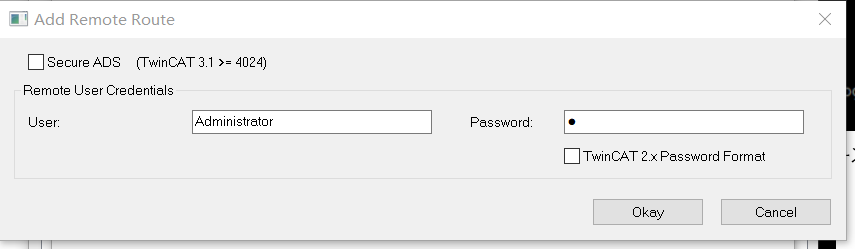 Add Remote Route
Secure ADS (TwinCAT 3.1 >= 4024)
Remote User Credentials
User: Administrator Password: ●
TwinCAT 2.x Password Format
Okay Cancel